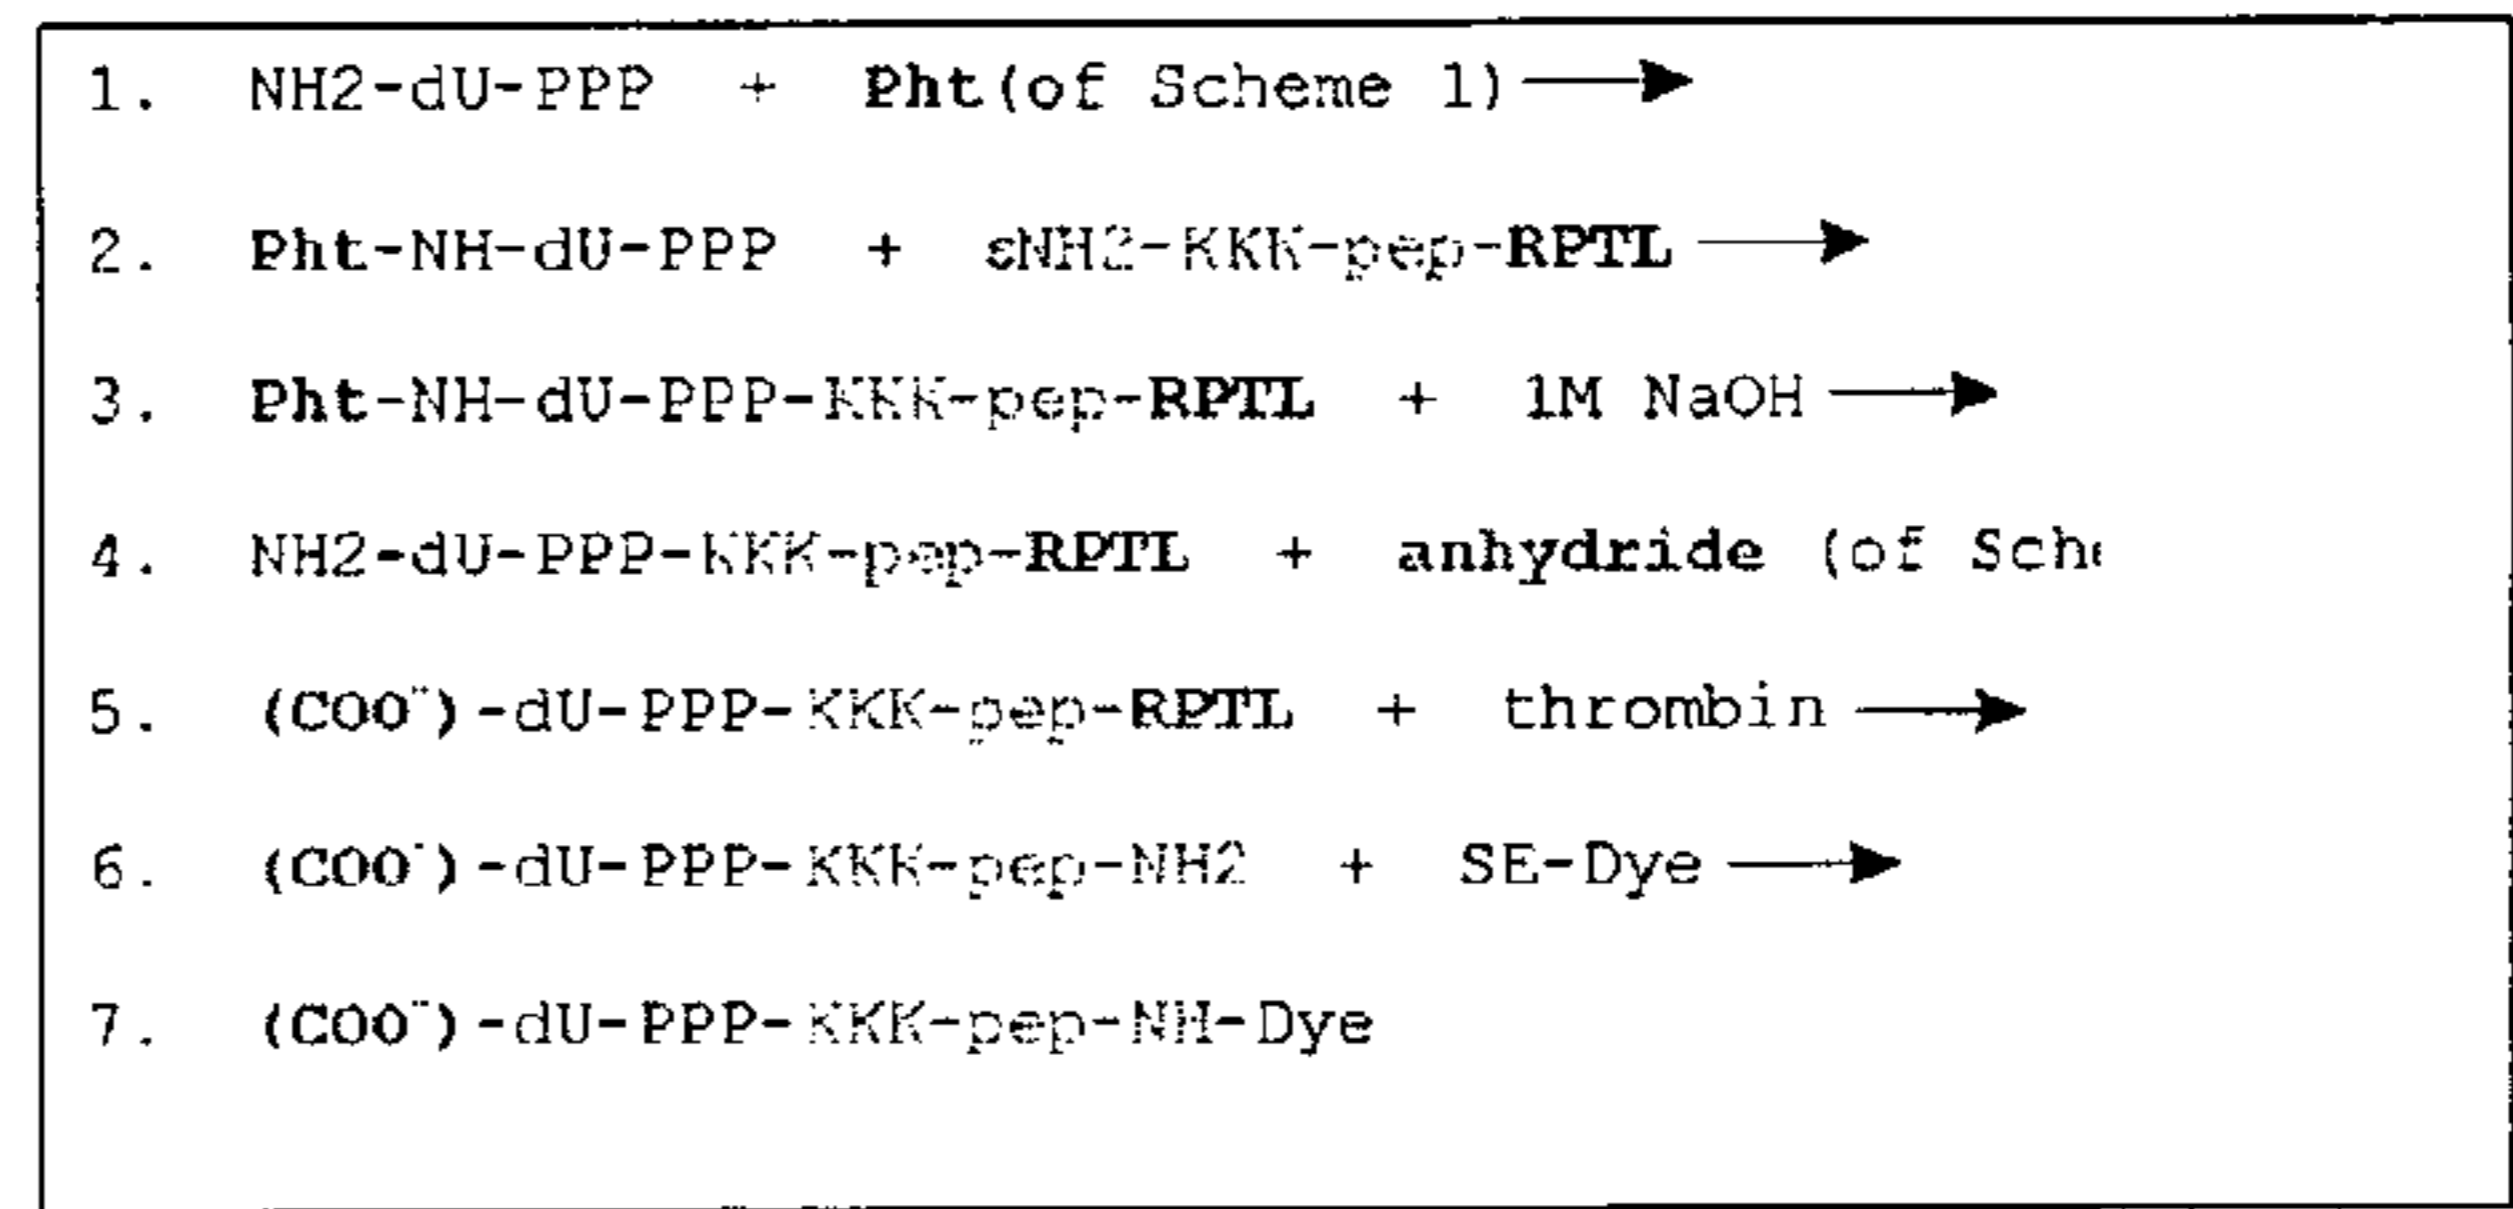 1. NH2-dU-PPP + Pht(of Scheme 1)
2. Pht-NH-dU-PPP + εNH2-KKK-pep-RPTL
3. Pht-NH-dU-PPP-KKK-pep-RPTL + 1M NaOH
4. NH2-dU-PPP-KKK-pep-RPTL + anhydride (of
5. (COO⁻)-dU-PPP-KKK-pep-RPTL + thrombin
6. (COO⁻)-dU-PPP-KKK-pep-NH2 + SE-Dye
7. (COO⁻)-dU-PPP-KKK-pep-NH-Dye